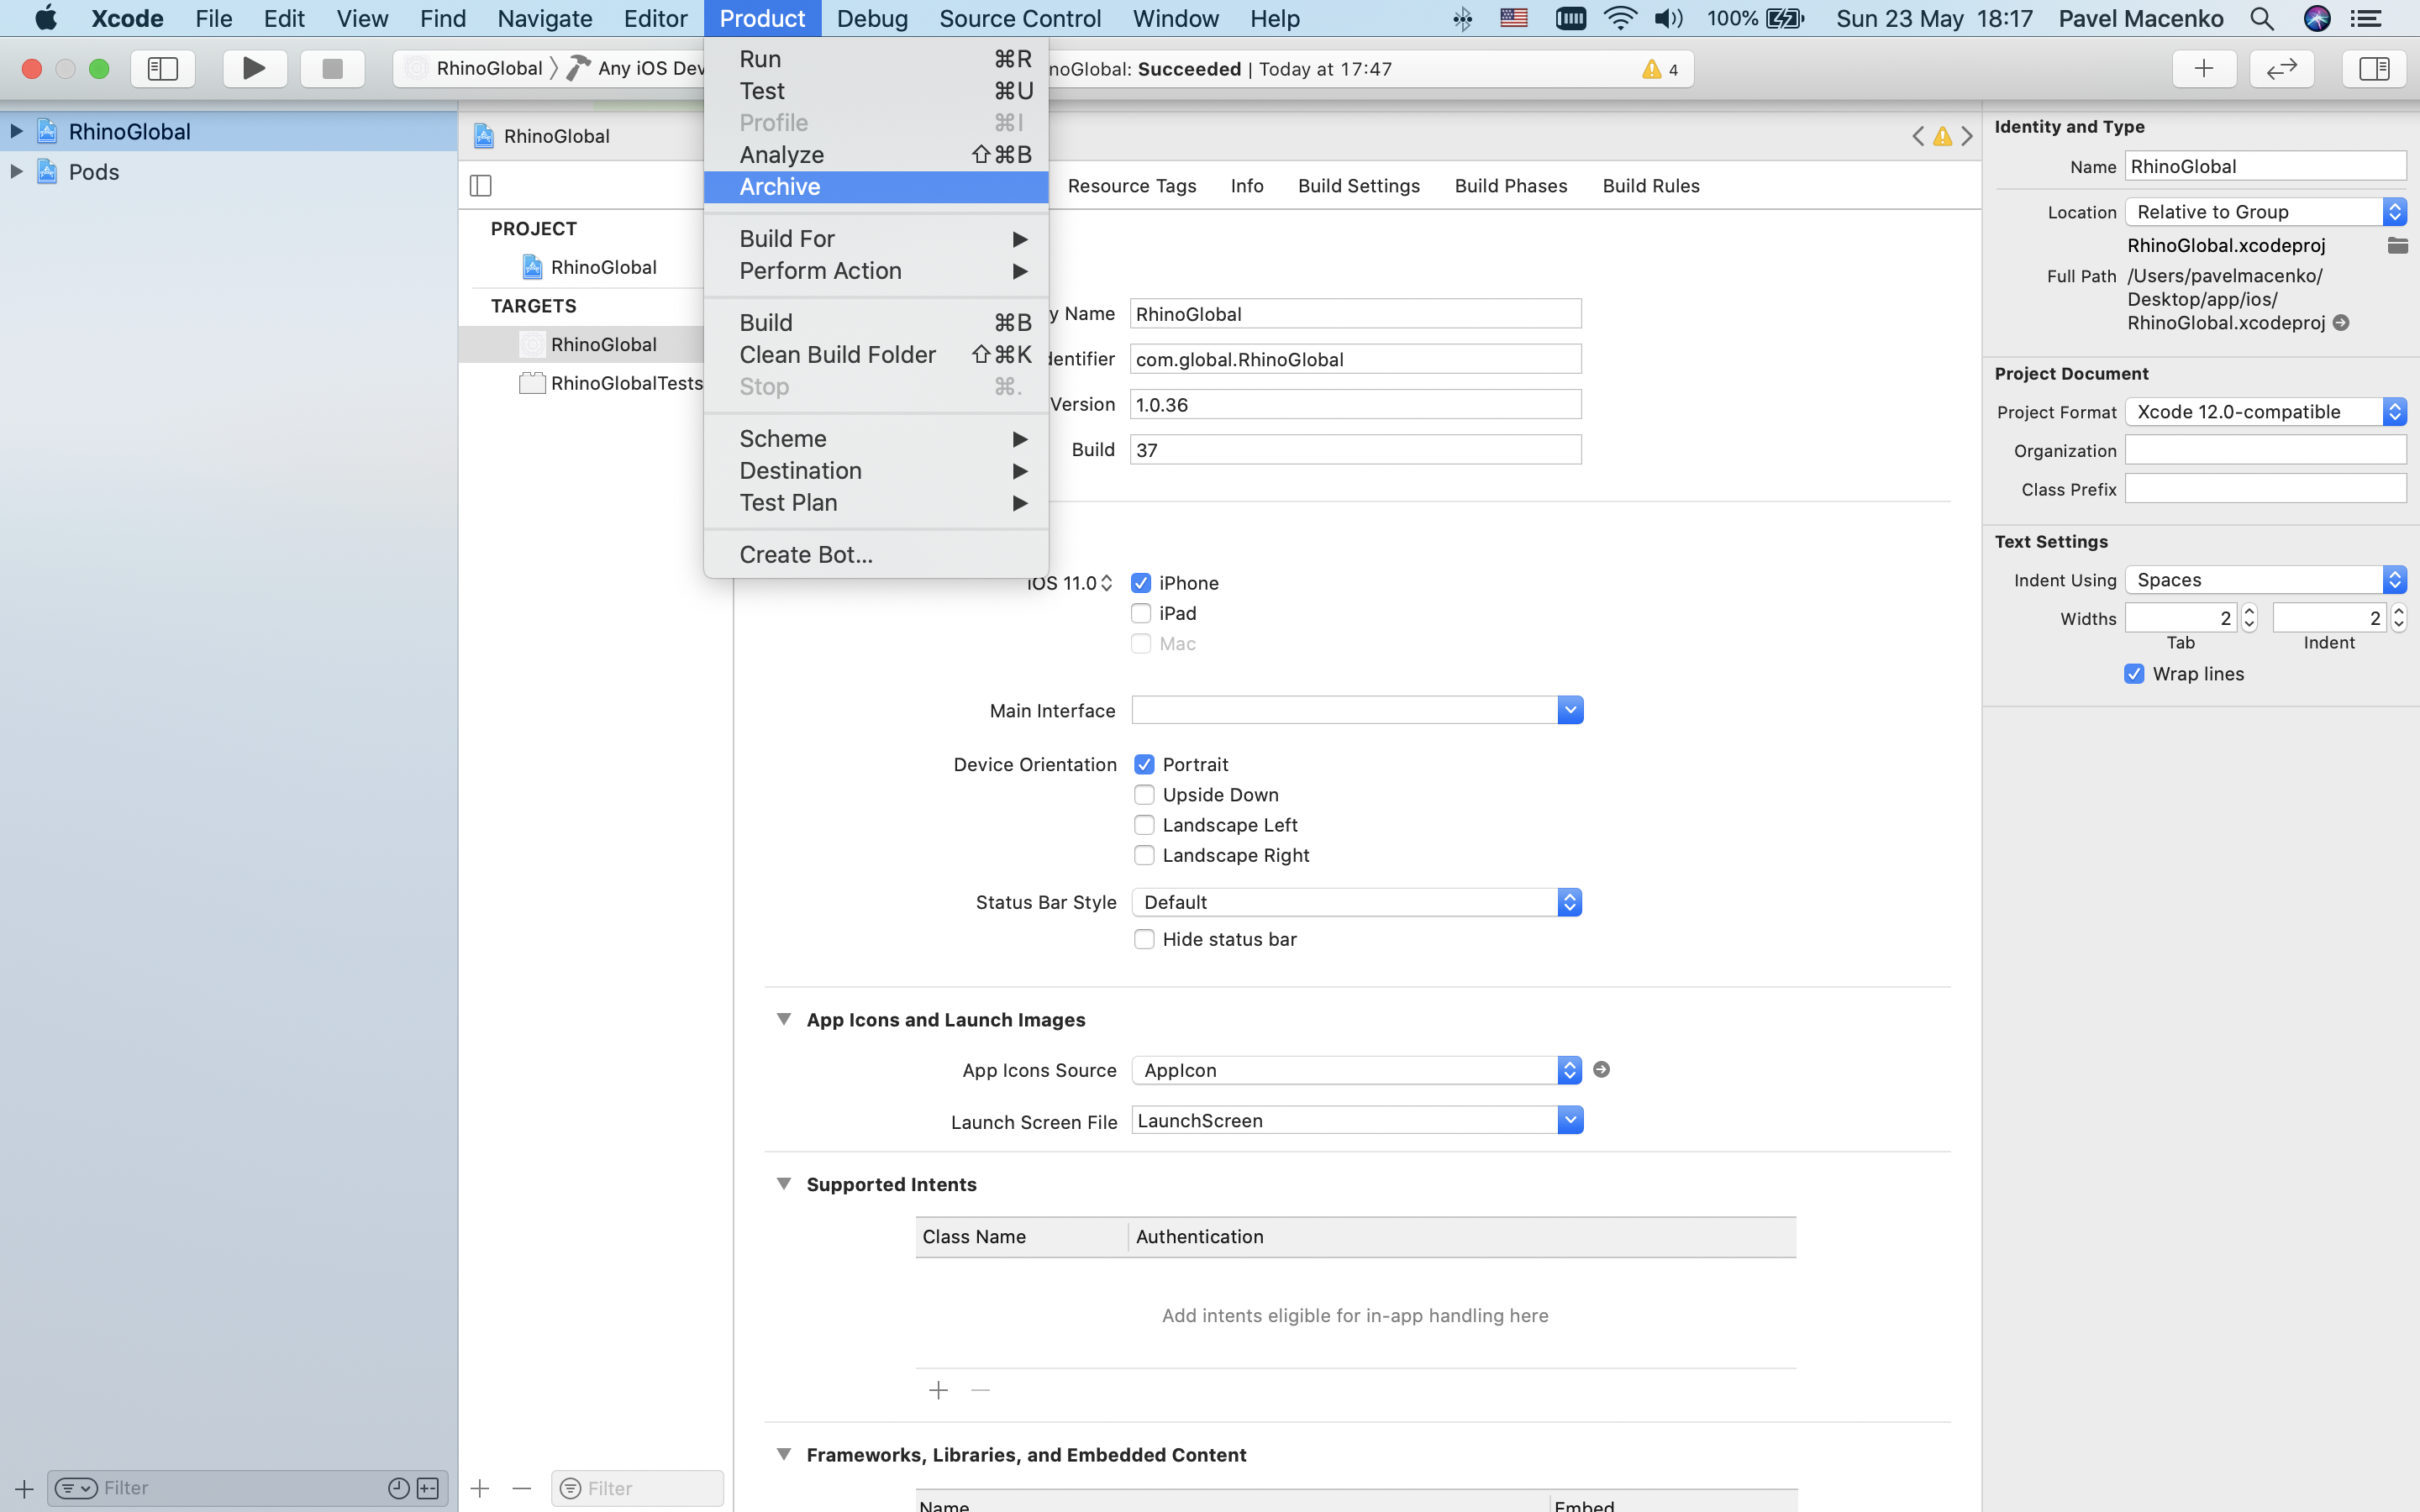 Xcode File Edit View Find Navigate Editor Product Debug Source Control Window Help 100% Sun 23 May 18:17 Pavel Macenko
RhinoGlobal Any iOS Dev
noGlobal: Succeeded | Today at 17:47 4
Run ⌘R
Test ⌘U
Profile ⌘I
Analyze ⇧⌘B
Archive
Build For
Perform Action
Build ⌘B
Clean Build Folder ⇧⌘K
Stop ⌘.
Scheme
Destination
Test Plan
Create Bot...
RhinoGlobal
Pods
Filter
RhinoGlobal
Resource Tags Info Build Settings Build Phases Build Rules
PROJECT
RhinoGlobal
TARGETS
RhinoGlobal
RhinoGlobalTests
Filter
y Name RhinoGlobal
dentifier com.global.RhinoGlobal
Version 1.0.36
Build 37
iOS 11.0 iPhone
iPad
Mac
Main Interface
Device Orientation Portrait
Upside Down
Landscape Left
Landscape Right
Status Bar Style Default
Hide status bar
App Icons and Launch Images
App Icons Source AppIcon
Launch Screen File LaunchScreen
Supported Intents
Class Name Authentication
Add intents eligible for in-app handling here
Frameworks, Libraries, and Embedded Content
Name Embed
Identity and Type
Name RhinoGlobal
Location Relative to Group
RhinoGlobal.xcodeproj
Full Path /Users/pavelmacenko/
Desktop/app/ios/
RhinoGlobal.xcodeproj
Project Document
Project Format Xcode 12.0-compatible
Organization
Class Prefix
Text Settings
Indent Using Spaces
Widths 2 2
Tab Indent
Wrap lines